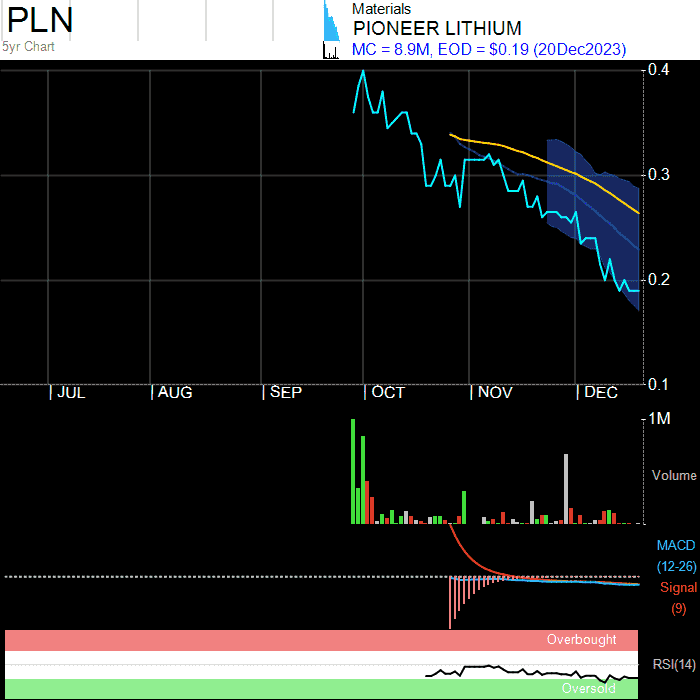 PLN
5yr Chart
Materials
PIONEER LITHIUM
MC = 8.9M, EOD = $0.19 (20Dec2023)
0.4
0.3
0.2
0.1
| JUL | AUG | SEP | OCT | NOV | DEC
1M
Volume
MACD
(12-26)
Signal
(9)
Overbought
RSI(14)
Oversold